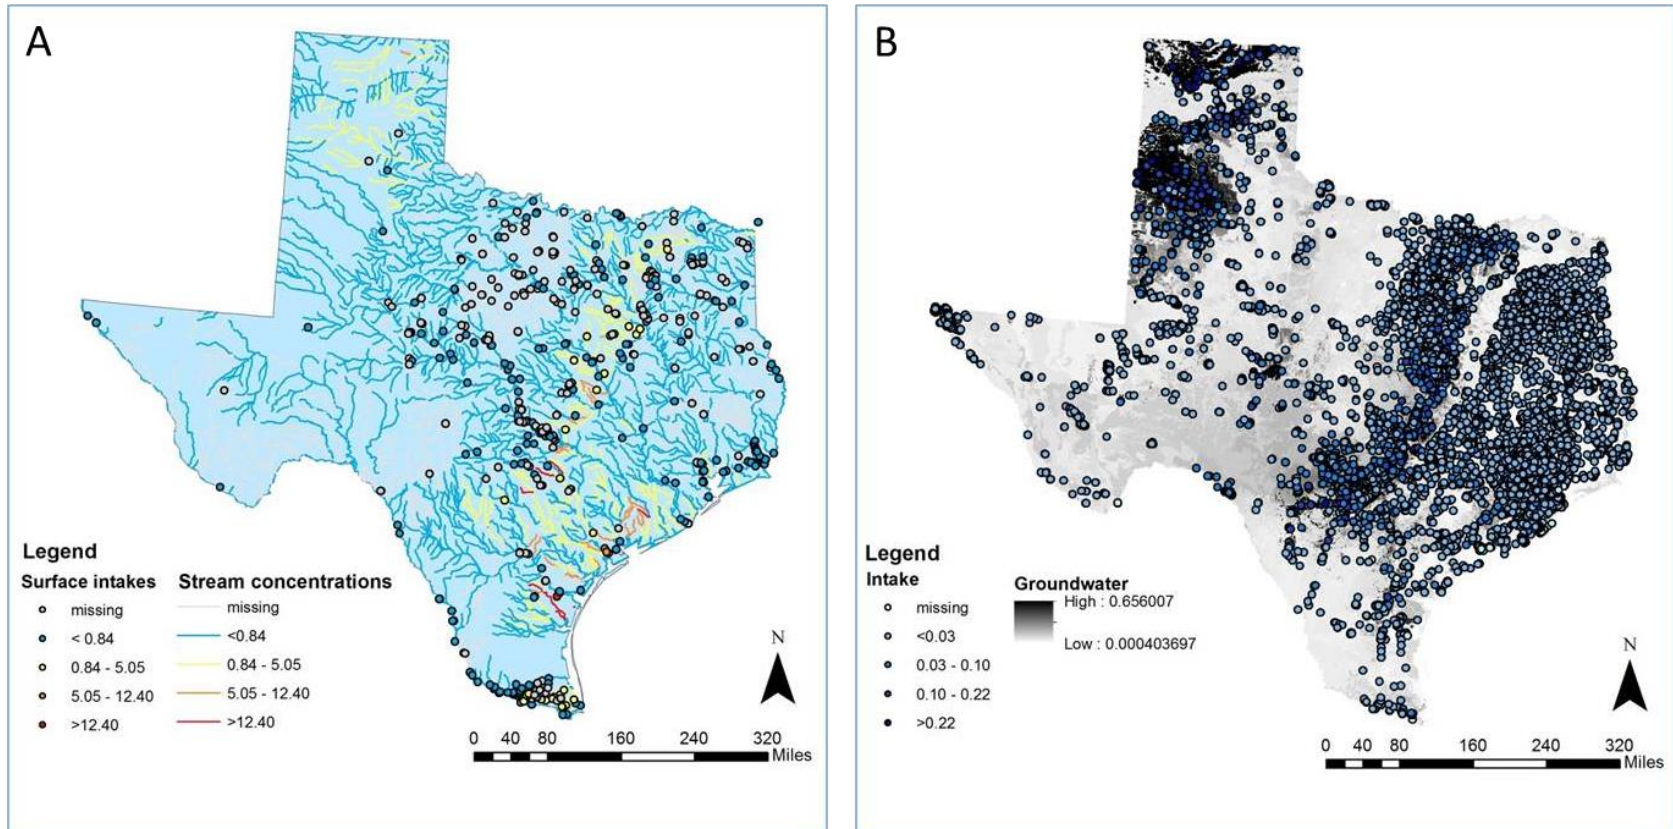 A
Legend
Surface intakes
missing
< 0.84
0.84 - 5.05
5.05 - 12.40
>12.40
Stream concentrations
missing
<0.84
0.84 - 5.05
5.05 - 12.40
>12.40
N
0 40 80 160 240 320
Miles
B
Legend
Intake
missing
<0.03
0.03 - 0.10
0.10 - 0.22
>0.22
Groundwater
High : 0.656007
Low : 0.000403697
N
0 40 80 160 240 320
Miles